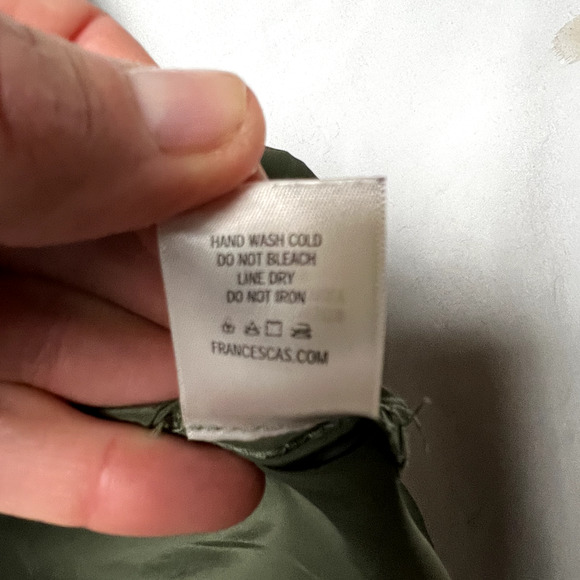 HAND WASH COLD
DO NOT BLEACH
LINE DRY
DO NOT IRON
FRANCESCAS.COM